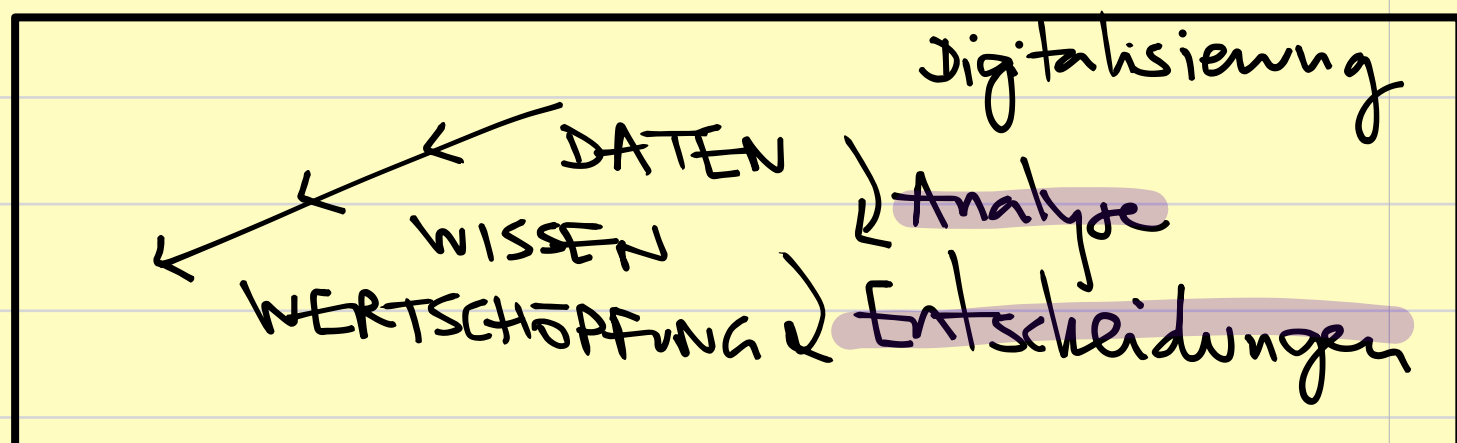 Digitalisierung
DATEN
Analyse
WISSEN
WERTSCHÖPFUNG Entscheidungen